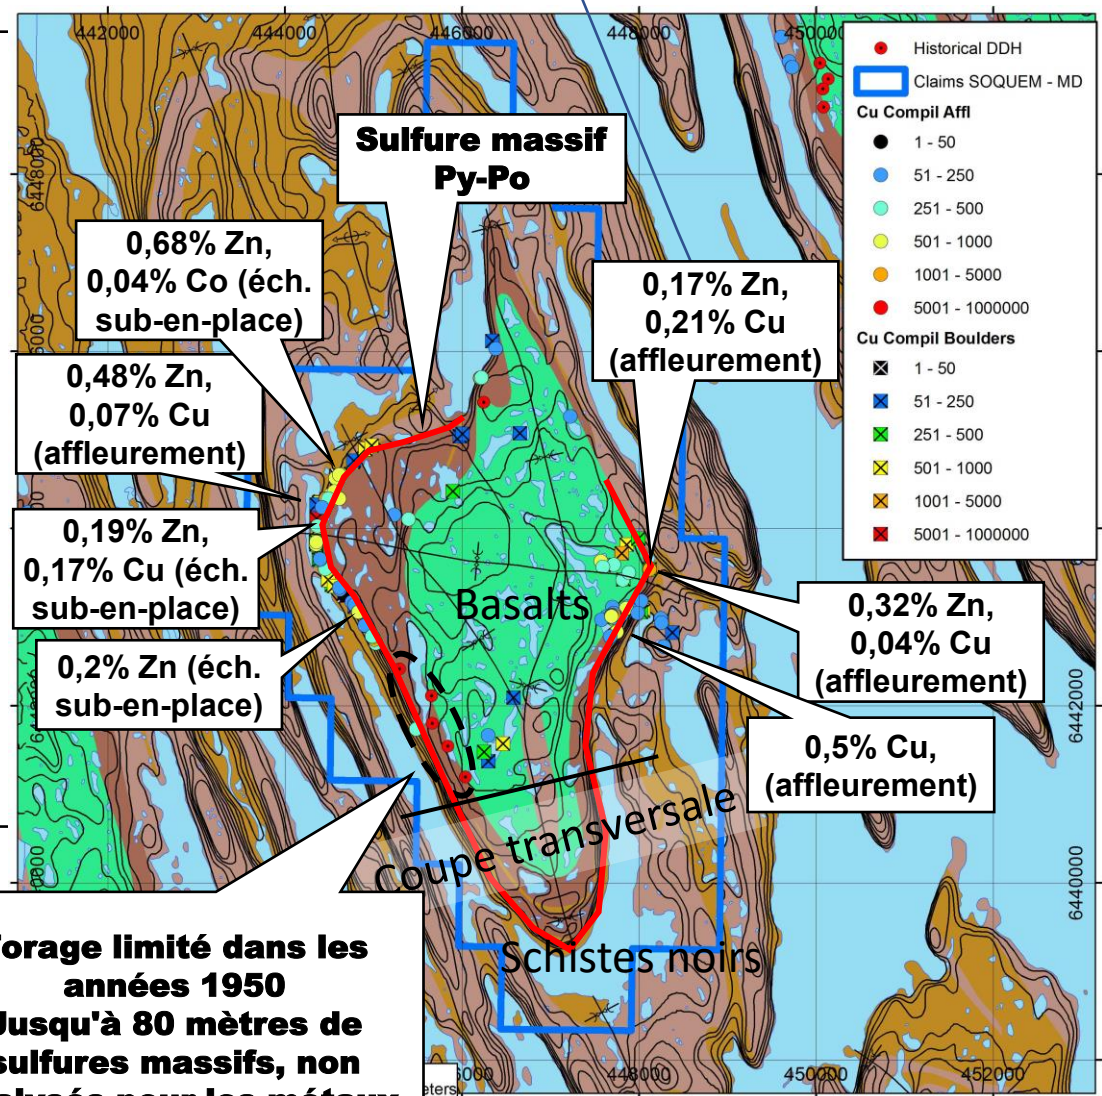 442000
444000
446000
448000
450000
Historical DDH
Claims SOQUEM - MD
Cu Compil Affl
1 - 50
51 - 250
251 - 500
501 - 1000
1001 - 5000
5001 - 1000000
Cu Compil Boulders
1 - 50
51 - 250
251 - 500
501 - 1000
1001 - 5000
5001 - 1000000
6448000
Sulfure massif
Py-Po
0,68% Zn,
0,04% Co (éch.
sub-en-place)
0,17% Zn,
0,21% Cu
(affleurement)
0,48% Zn,
0,07% Cu
(affleurement)
0,19% Zn,
0,17% Cu (éch.
sub-en-place)
Basalts
0,32% Zn,
0,04% Cu
(affleurement)
0,2% Zn (éch.
sub-en-place)
6442000
0,5% Cu,
(affleurement)
Coupe transversale
6440000
Schistes noirs
orage limité dans les
années 1950
Jusqu'à 80 mètres de
sulfures massifs, non
alysés pour les métaux
eters
448000
450000
452000